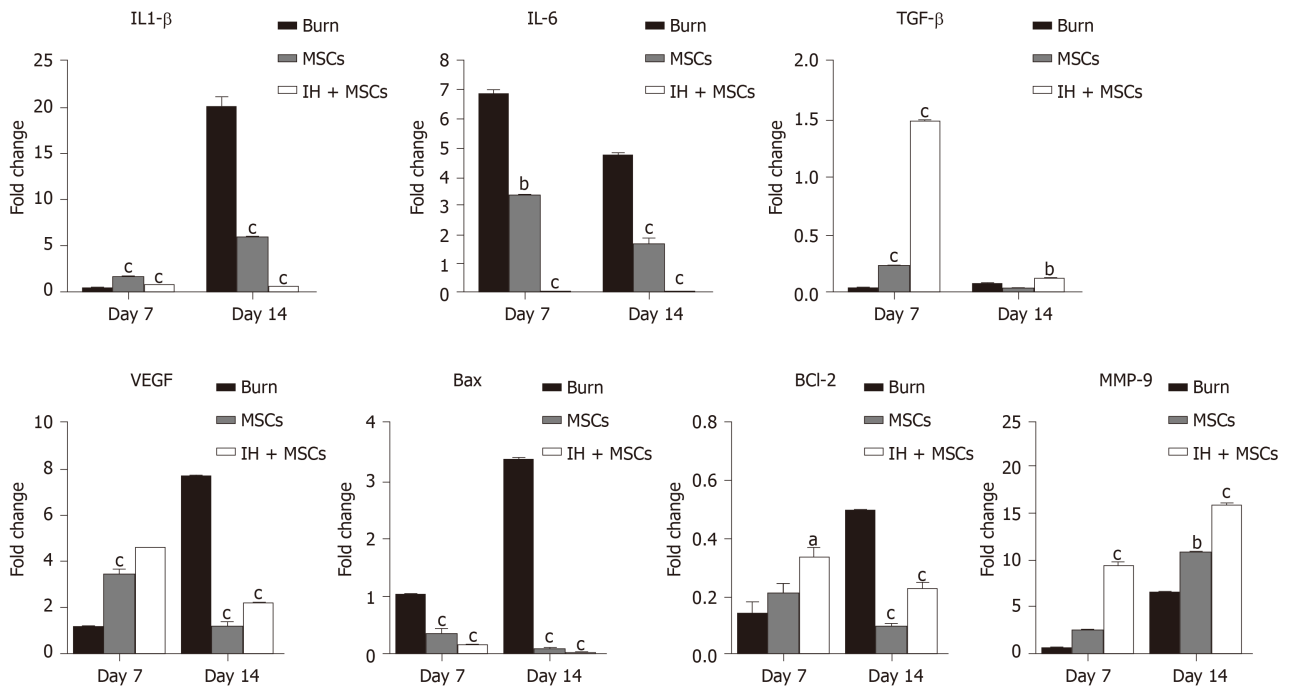 IL1-β
Burn
MSCs
IH + MSCs
Fold change
25
20
15
10
5
0
c
c
c
c
Day 7
Day 14
IL-6
Burn
MSCs
IH + MSCs
Fold change
8
7
6
5
4
3
2
1
0
b
c
c
c
Day 7
Day 14
TGF-β
Burn
MSCs
IH + MSCs
Fold change
2.0
1.5
1.0
0.5
0.0
c
c
b
Day 7
Day 14
VEGF
Burn
MSCs
IH + MSCs
Fold change
10
8
6
4
2
0
c
c
c
Day 7
Day 14
Bax
Burn
MSCs
IH + MSCs
Fold change
4
3
2
1
0
c
c
c
c
Day 7
Day 14
BCl-2
Burn
MSCs
IH + MSCs
Fold change
0.8
0.6
0.4
0.2
0.0
a
c
c
Day 7
Day 14
MMP-9
Burn
MSCs
IH + MSCs
Fold change
25
20
15
10
5
0
c
b
c
Day 7
Day 14